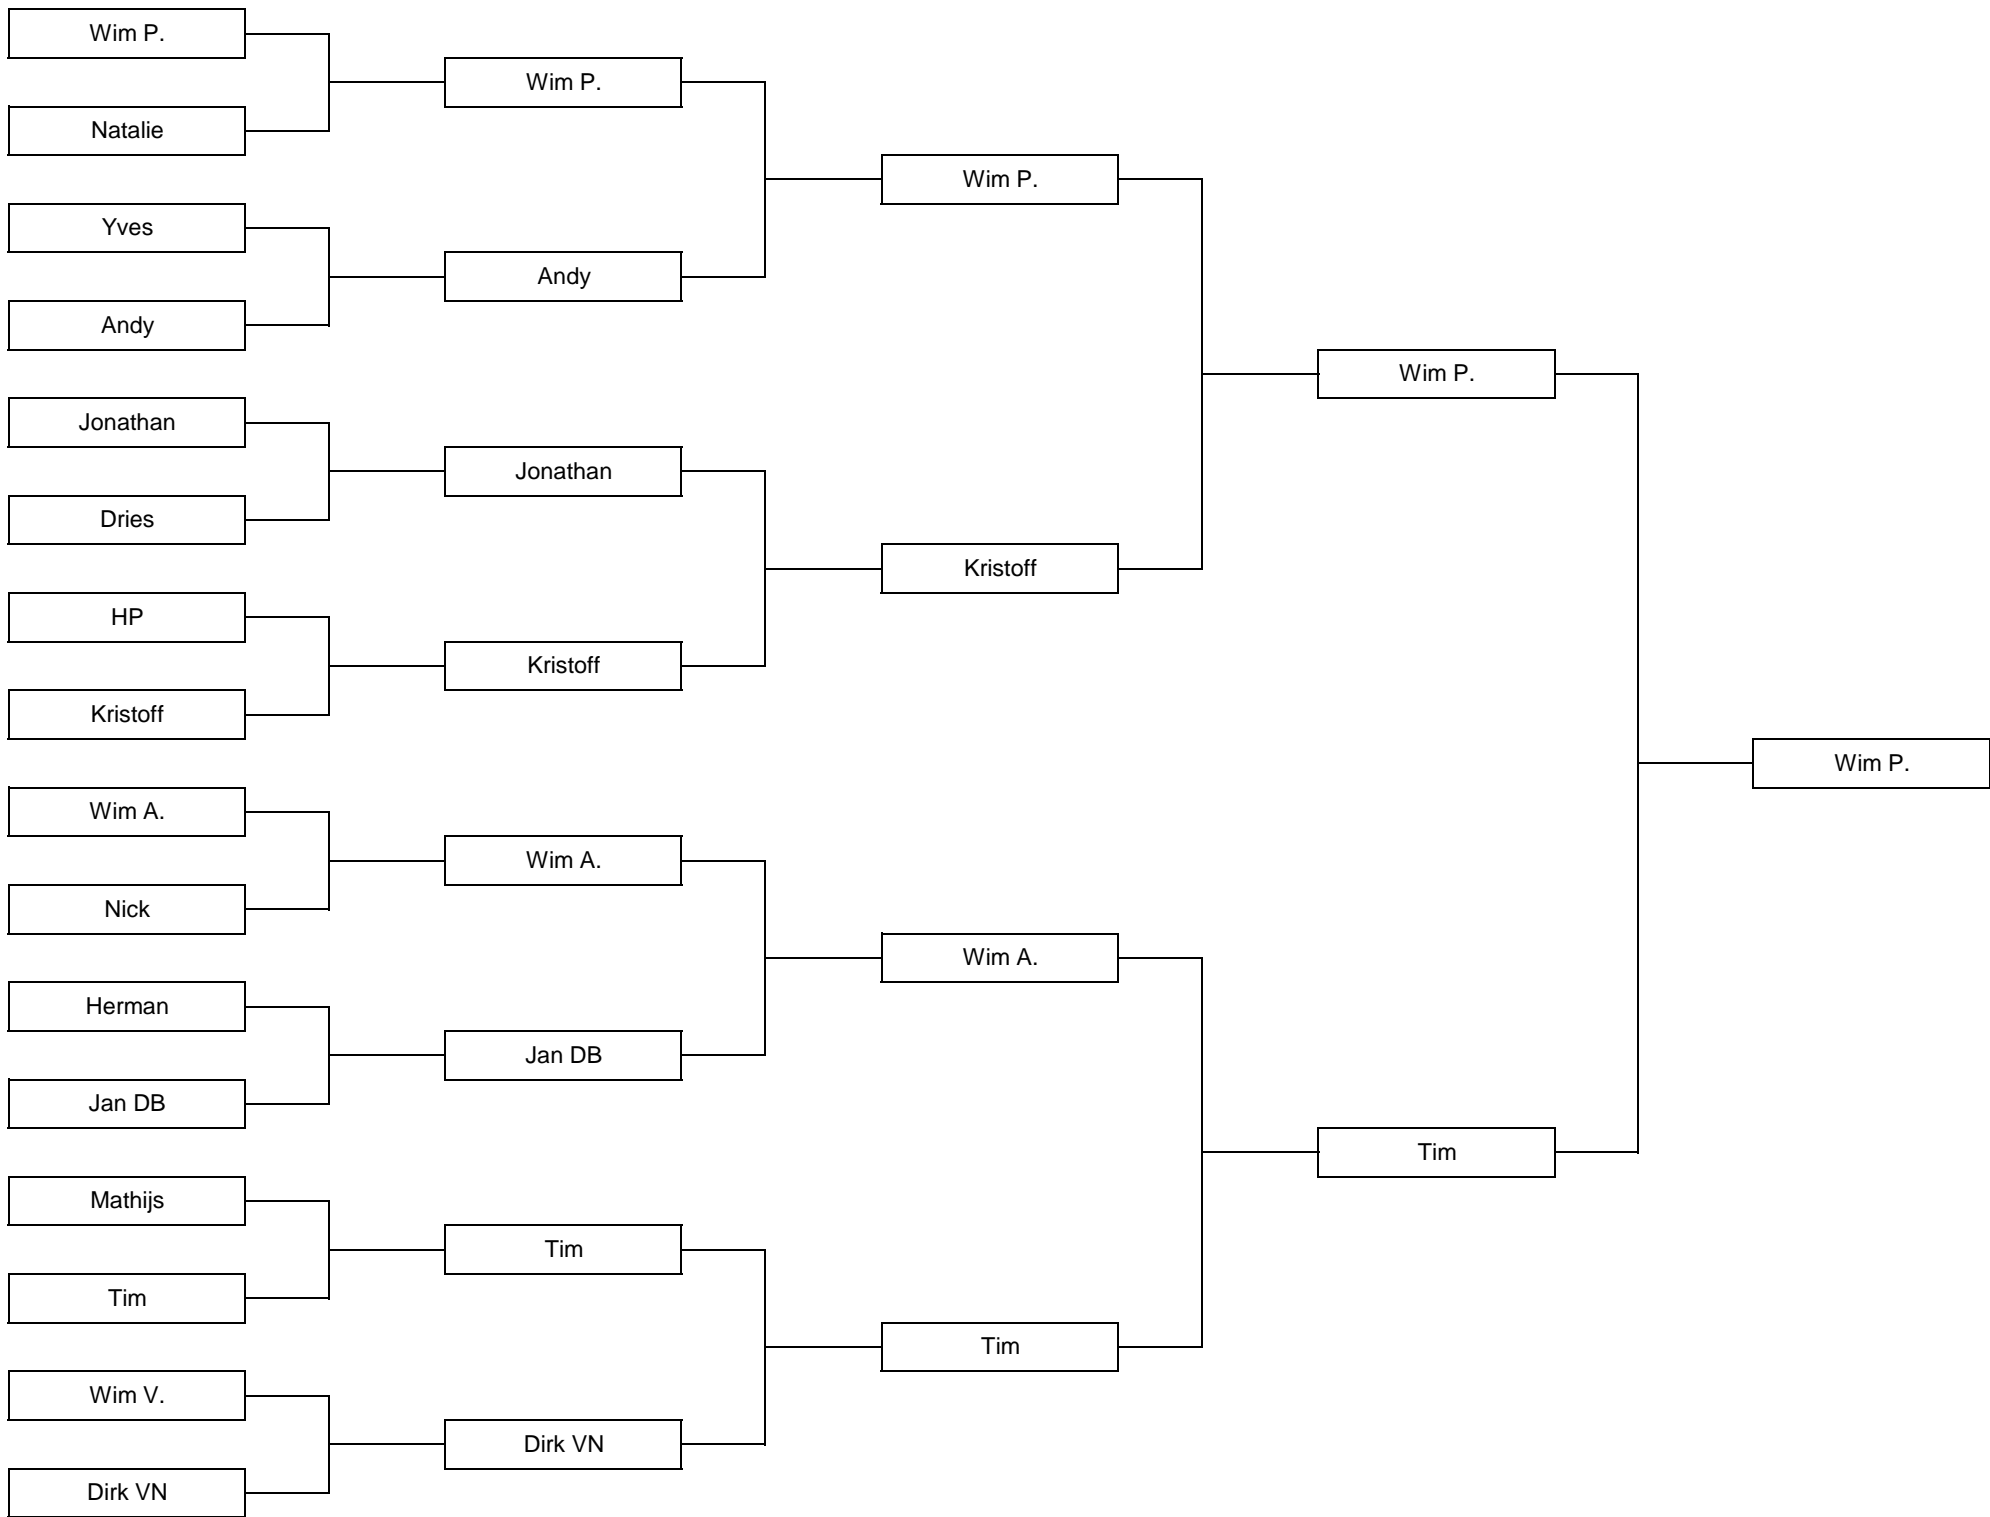 Wim P.
Natalie
Yves
Andy
Jonathan
Dries
HP
Kristoff
Wim A.
Nick
Herman
Jan DB
Mathijs
Tim
Wim V.
Dirk VN
Wim P.
Andy
Jonathan
Kristoff
Wim A.
Jan DB
Tim
Dirk VN
Wim P.
Kristoff
Wim A.
Tim
Wim P.
Tim
Wim P.